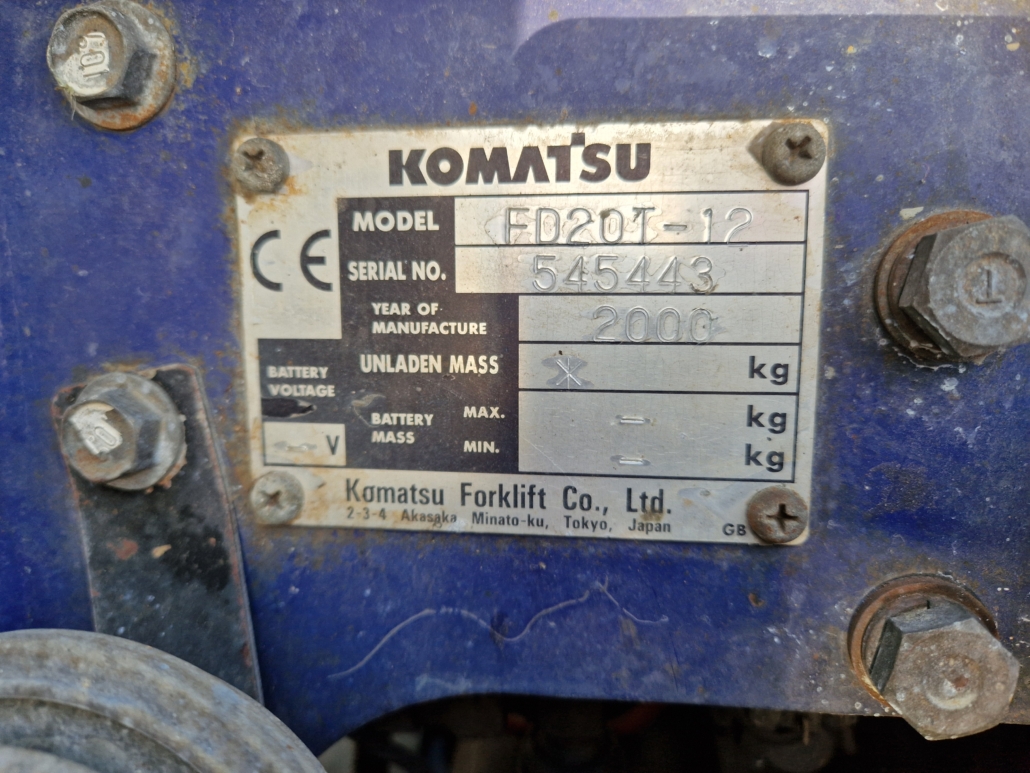 10
KOMATSU
CE
MODEL FD20T-12
SERIAL NO. 545443
YEAR OF MANUFACTURE 2000
UNLADEN MASS * kg
BATTERY VOLTAGE
V
BATTERY MASS
MAX. - kg
MIN. - kg
Komatsu Forklift Co., Ltd.
2-3-4 Akasaka Minato-ku, Tokyo, Japan
GB